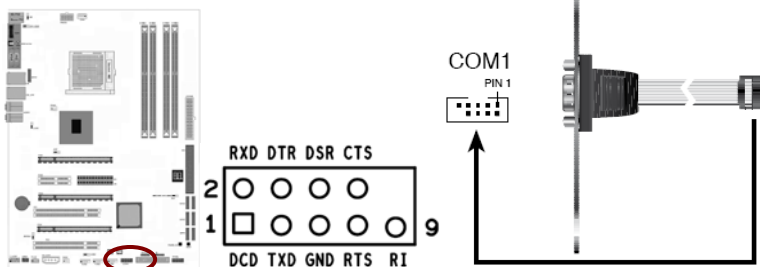 COM1
PIN 1
RXD DTR DSR CTS
2
1
9
DCD TXD GND RTS RI